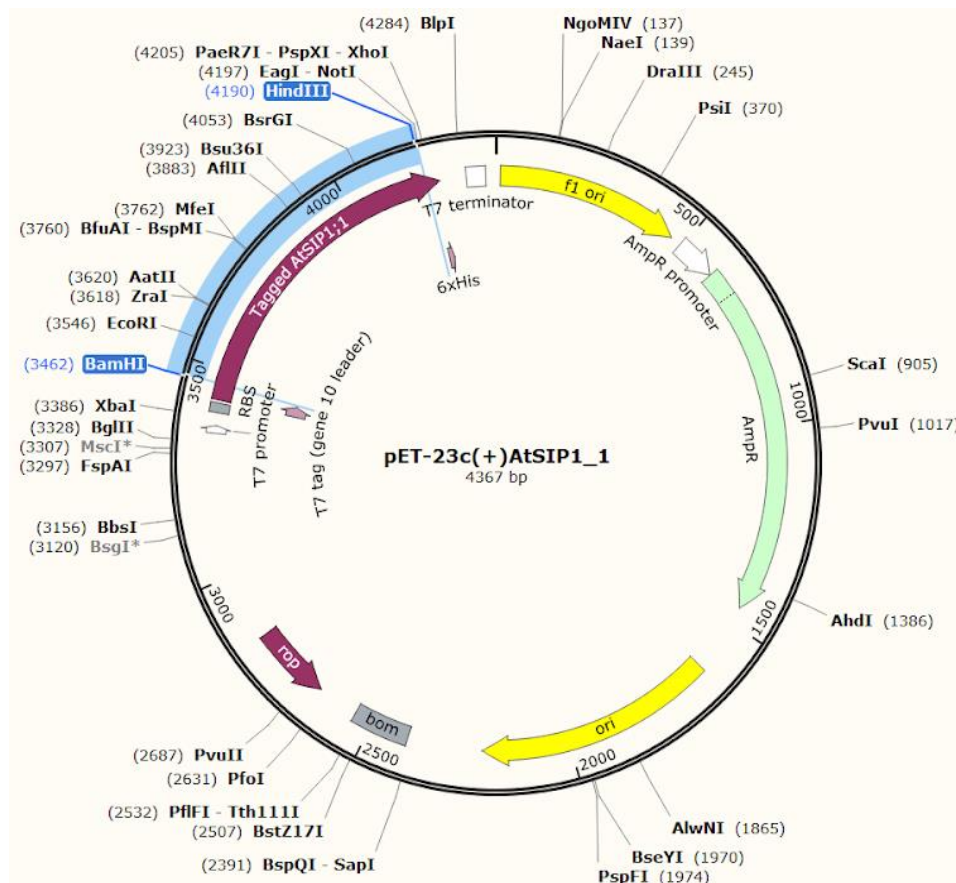 (4284) BlpI
NgoMIV (137)
NaeI (139)
DraIII (245)
PsiI (370)
(4205) PaeR7I - PspXI - XhoI
(4197) EagI - NotI
(4190) HindIII
(4053) BsrGI
(3923) Bsu36I
(3883) AflII
(3762) MfeI
(3760) BfuAI - BspMI
(3620) AatII
(3618) ZraI
(3546) EcoRI
(3462) BamHI
(3386) XbaI
(3328) BglII
(3307) MscI*
(3297) FspAI
(3156) BbsI
(3120) BsgI*
4000
3500
3000
2500
2000
1500
1000
500
T7 terminator
f1 ori
AmpR promoter
6xHis
Tagged AtSIP1;1
RBS
T7 promoter
T7 tag (gene 10 leader)
pET-23c(+)AtSIP1_1
4367 bp
AmpR
ScaI (905)
PvuI (1017)
AhdI (1386)
rop
bom
ori
(2687) PvuII
(2631) PfoI
(2532) PflFI - Tth111I
(2507) BstZ17I
(2391) BspQI - SapI
AlwNI (1865)
BseYI (1970)
PspFI (1974)